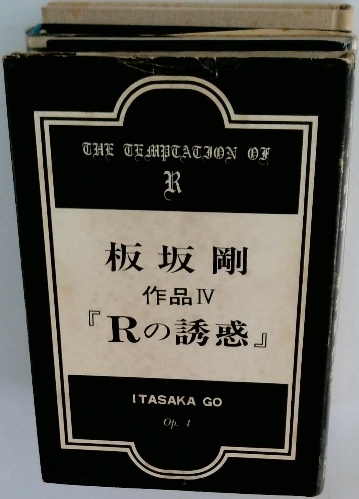 THE TEMPTATION OF
R
板坂剛
作品IV
『Rの誘惑』
ITASAKA GO
Op. 4